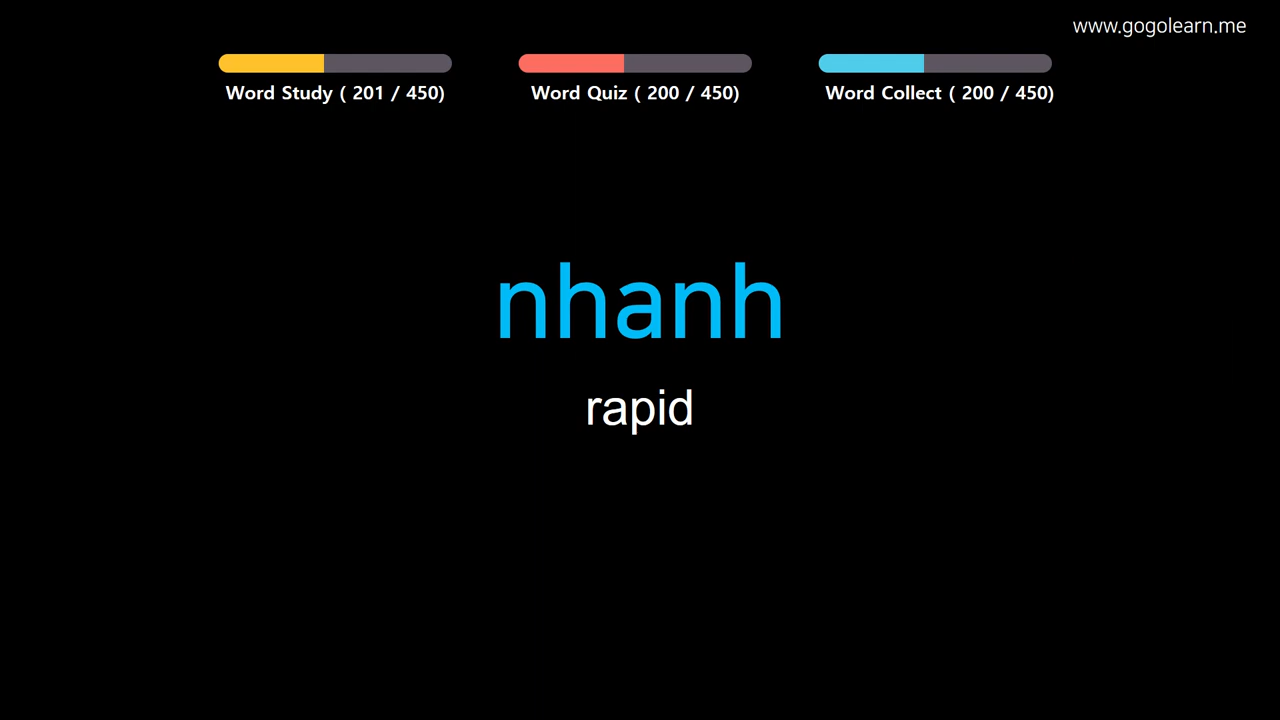 www.gogolearn.me
Word Study ( 201 / 450)
Word Quiz ( 200 / 450)
Word Collect ( 200 / 450)
nhanh
rapid